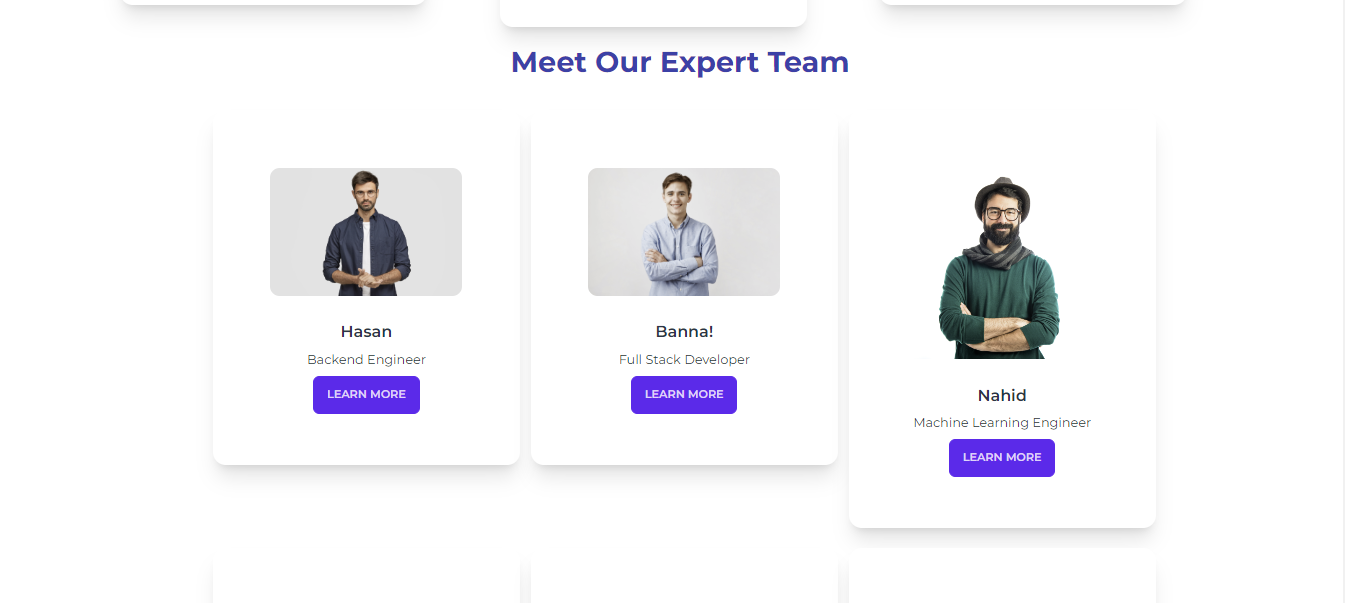 Meet Our Expert Team
Hasan
Backend Engineer
LEARN MORE
Banna!
Full Stack Developer
LEARN MORE
Nahid
Machine Learning Engineer
LEARN MORE